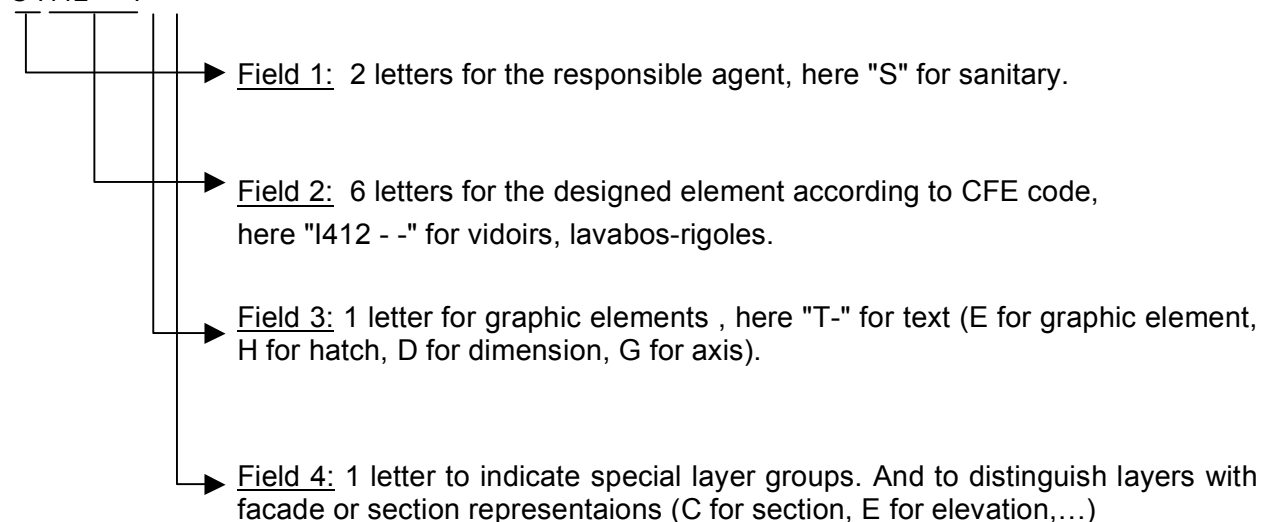 Field 1: 2 letters for the responsible agent, here "S" for sanitary.
Field 2: 6 letters for the designed element according to CFE code,
here "I412 - -" for vidoirs, lavabos-rigoles.
Field 3: 1 letter for graphic elements , here "T-" for text (E for graphic element,
H for hatch, D for dimension, G for axis).
Field 4: 1 letter to indicate special layer groups. And to distinguish layers with
facade or section representaions (C for section, E for elevation,…)